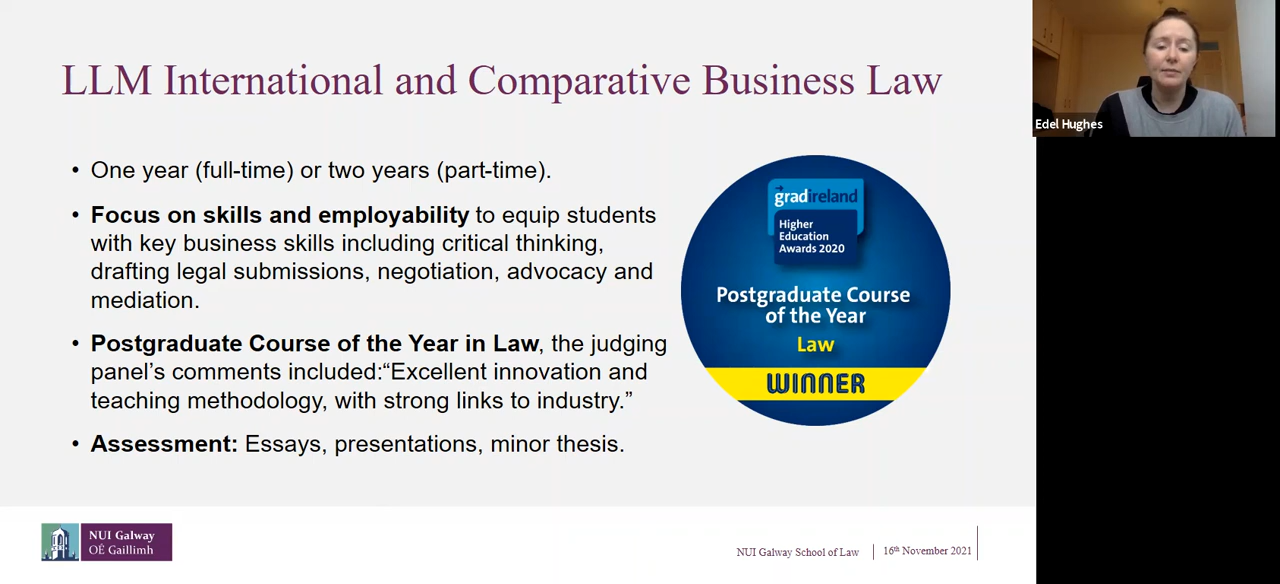 LLM International and Comparative Business Law
• One year (full-time) or two years (part-time).
• Focus on skills and employability to equip students
with key business skills including critical thinking,
drafting legal submissions, negotiation, advocacy and
mediation.
• Postgraduate Course of the Year in Law, the judging
panel’s comments included:“Excellent innovation and
teaching methodology, with strong links to industry.”
• Assessment: Essays, presentations, minor thesis.
gradireland
Higher
Education
Awards 2020
Postgraduate Course
of the Year
Law
WINNER
NUI Galway
OÉ Gaillimh
NUI Galway School of Law
16th November 2021
Edel Hughes